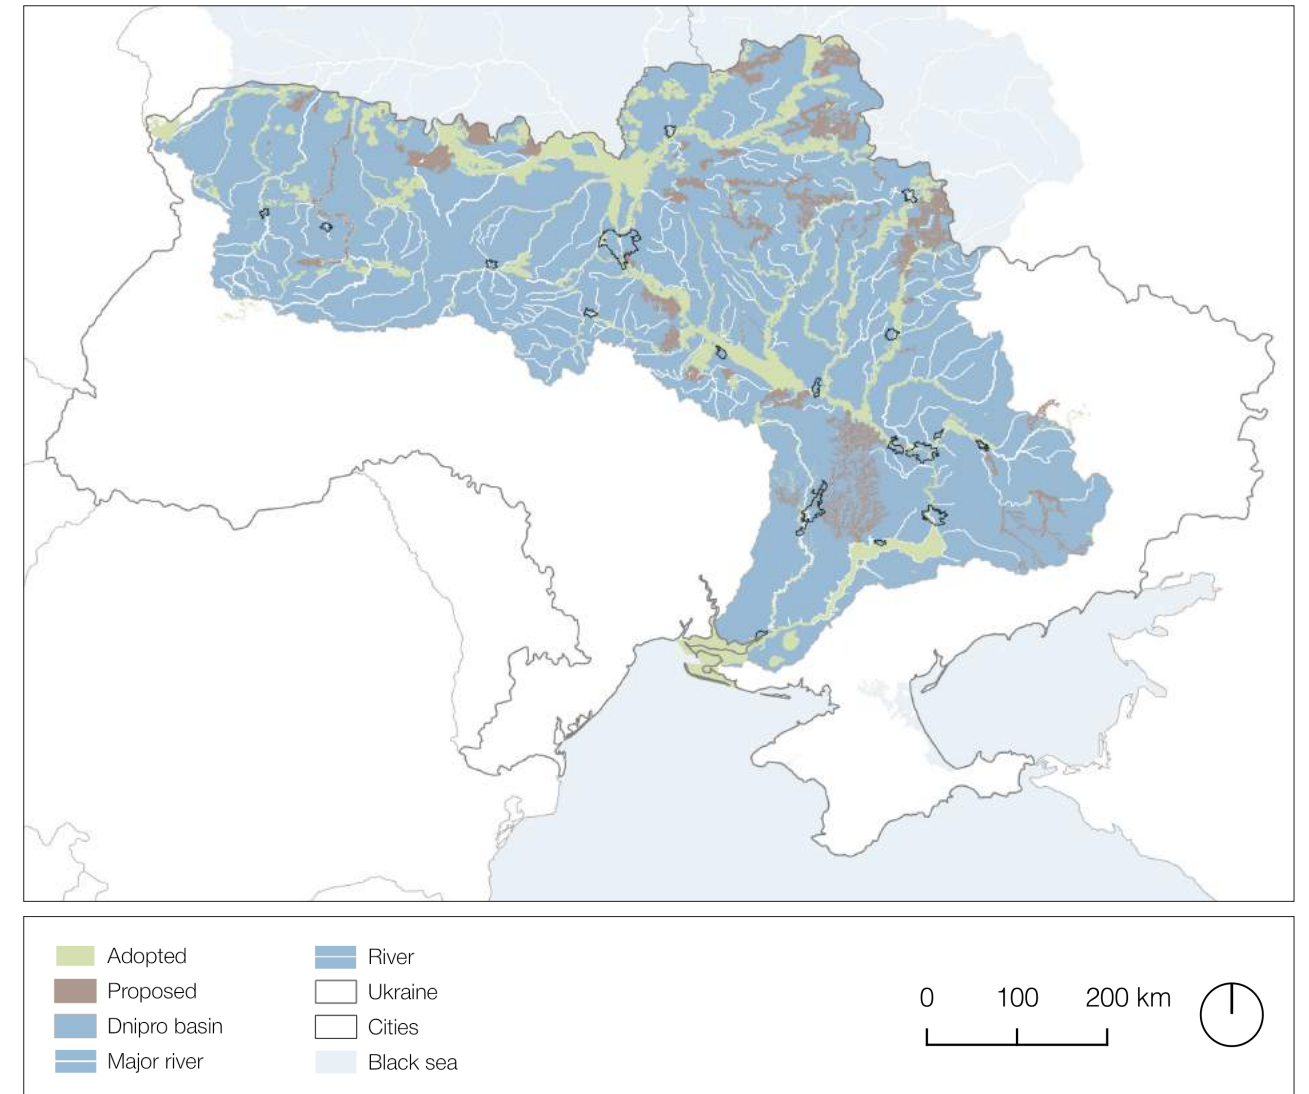 Adopted
Proposed
Dnipro basin
Major river
River
Ukraine
Cities
Black sea
0 100 200 km